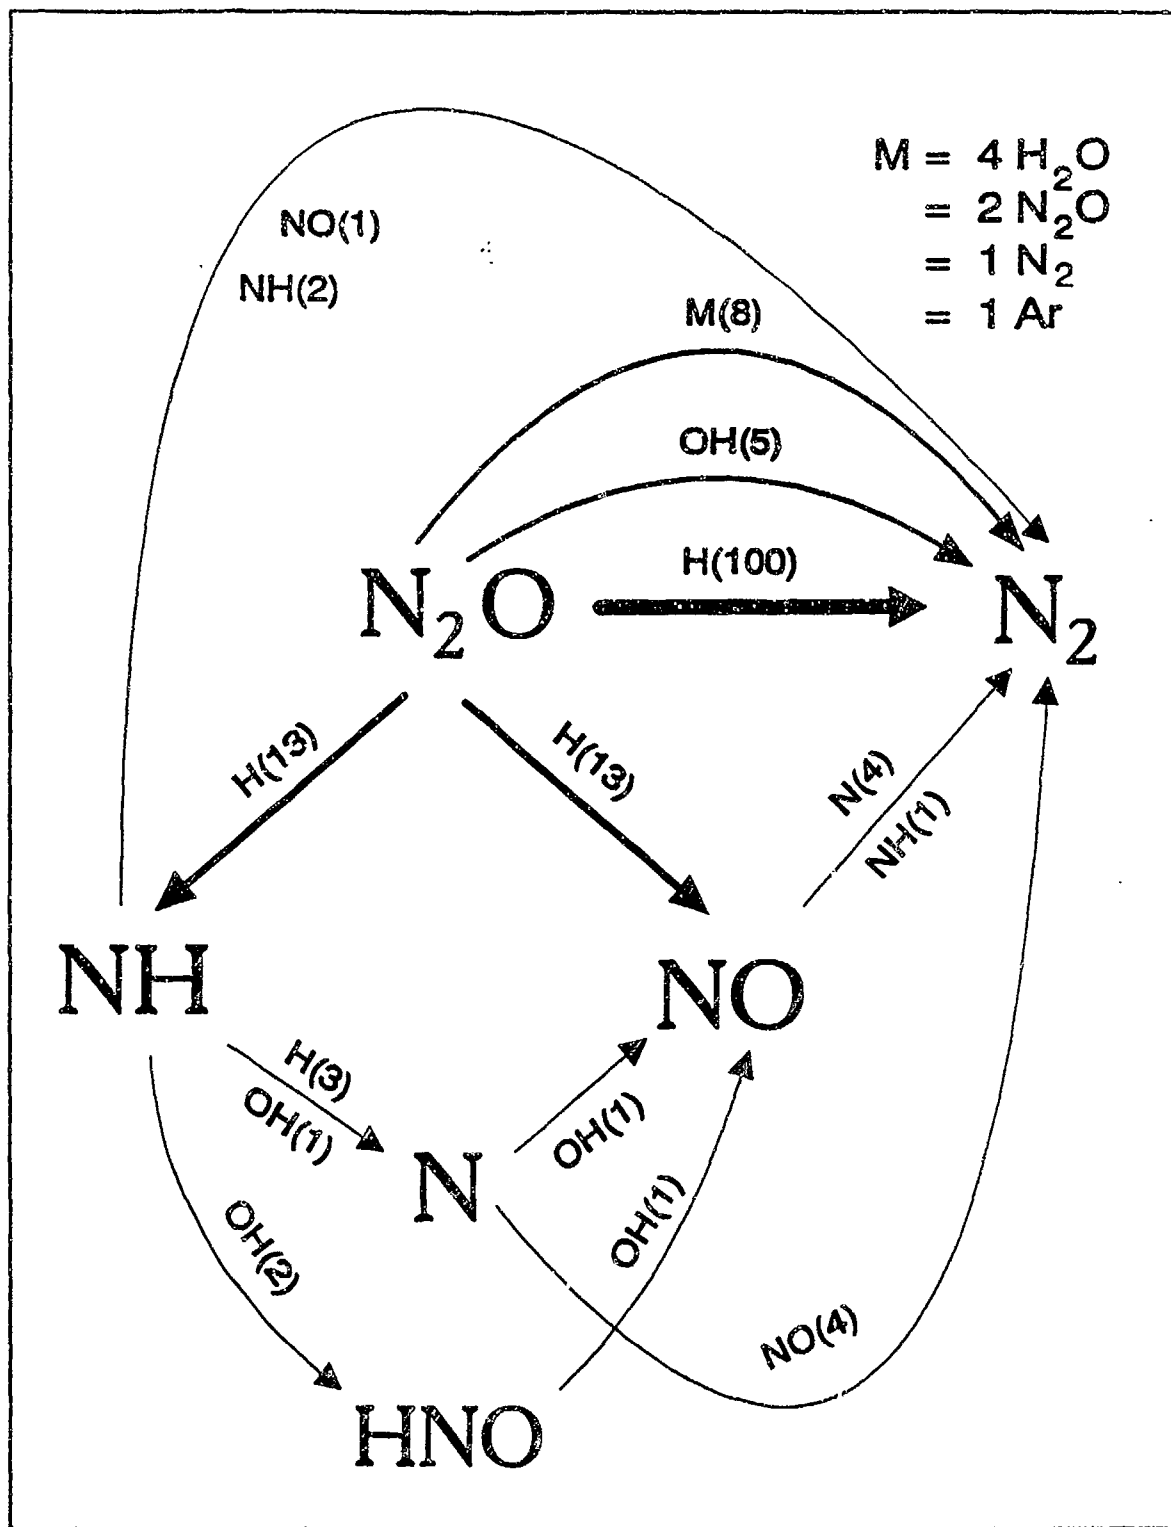 M = 4 H₂O
= 2 N₂O
= 1 N₂
= 1 Ar
NO(1)
NH(2)
M(8)
OH(5)
H(100)
N₂O
N₂
H(13)
H(13)
N(4)
NH(1)
NH
NO
H(3)
OH(1)
OH(1)
N
OH(2)
OH(1)
NO(4)
HNO